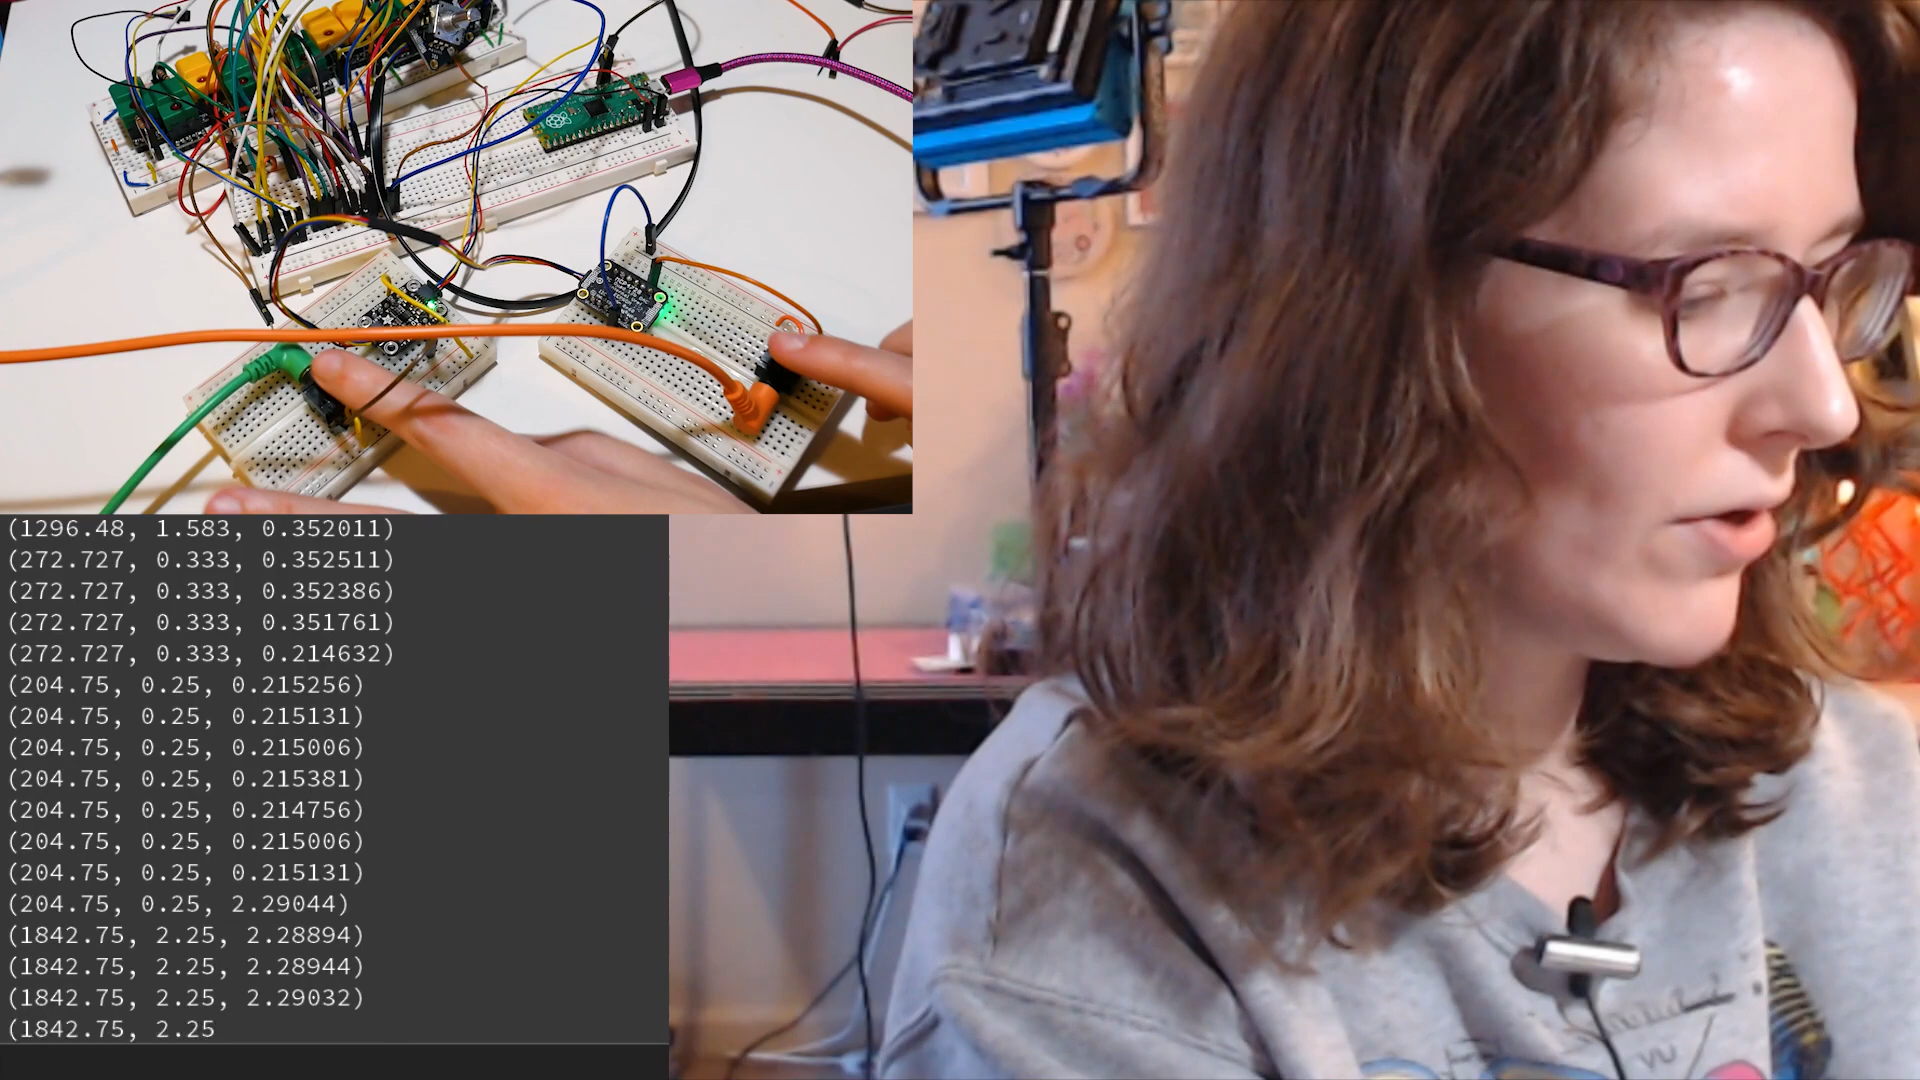 (1296.48, 1.583, 0.352011)
(272.727, 0.333, 0.352511)
(272.727, 0.333, 0.352386)
(272.727, 0.333, 0.351761)
(272.727, 0.333, 0.214632)
(204.75, 0.25, 0.215256)
(204.75, 0.25, 0.215131)
(204.75, 0.25, 0.215006)
(204.75, 0.25, 0.215381)
(204.75, 0.25, 0.214756)
(204.75, 0.25, 0.215006)
(204.75, 0.25, 0.215131)
(204.75, 0.25, 2.29044)
(1842.75, 2.25, 2.28894)
(1842.75, 2.25, 2.28944)
(1842.75, 2.25, 2.29032)
(1842.75, 2.25
VU